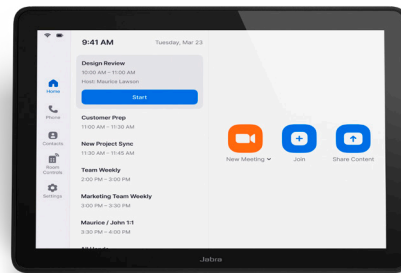 9:41 AM
Tuesday, Mar 23
Home
Phone
Contacts
Room
Controls
Settings
Design Review
10:00 AM – 11:00 AM
Host: Maurice Lawson
Start
Customer Prep
11:00 AM – 11:30 AM
New Project Sync
11:30 AM – 11:45 AM
Team Weekly
2:00 PM – 2:00 PM
Marketing Team Weekly
3:00 PM – 3:30 PM
Maurice / John 1:1
3:30 PM – 4:00 PM
All Hands
New Meeting
Join
Share Content
Jabra